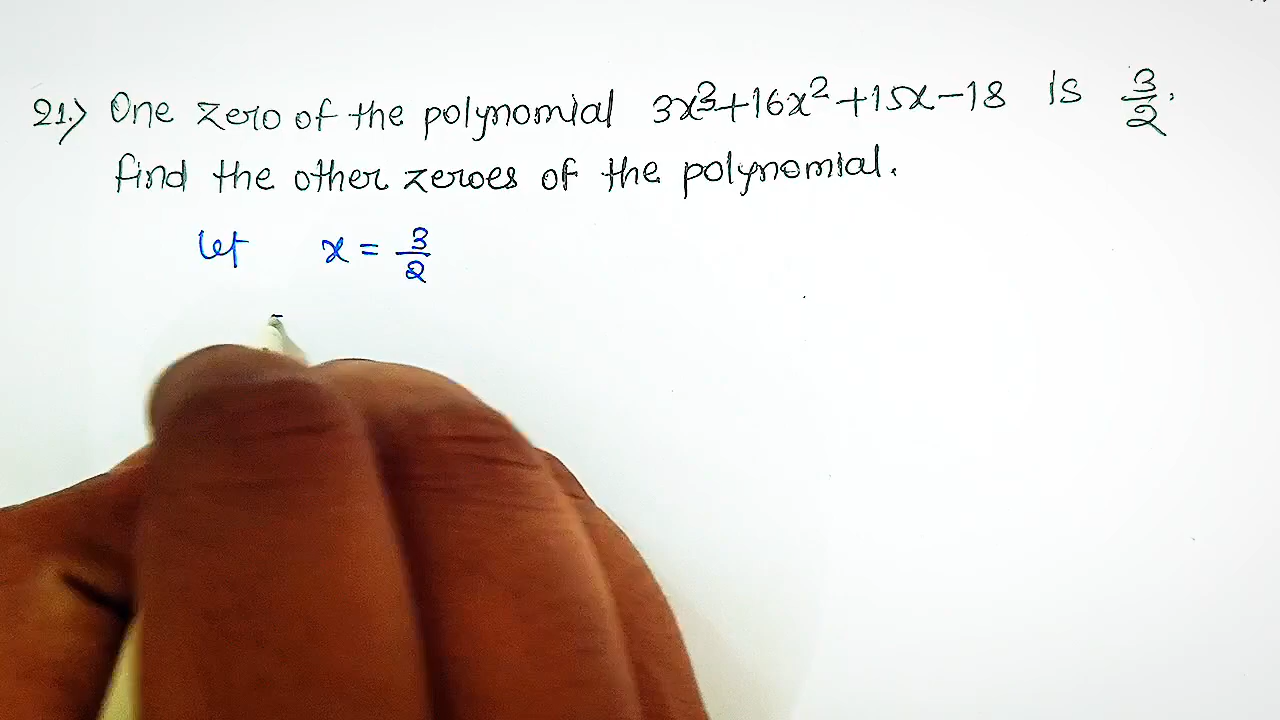 21.) One zero of the polynomial 3x³+16x²+15x-18 is 3/2.
find the other zeroes of the polynomial.
Let x = 3/2